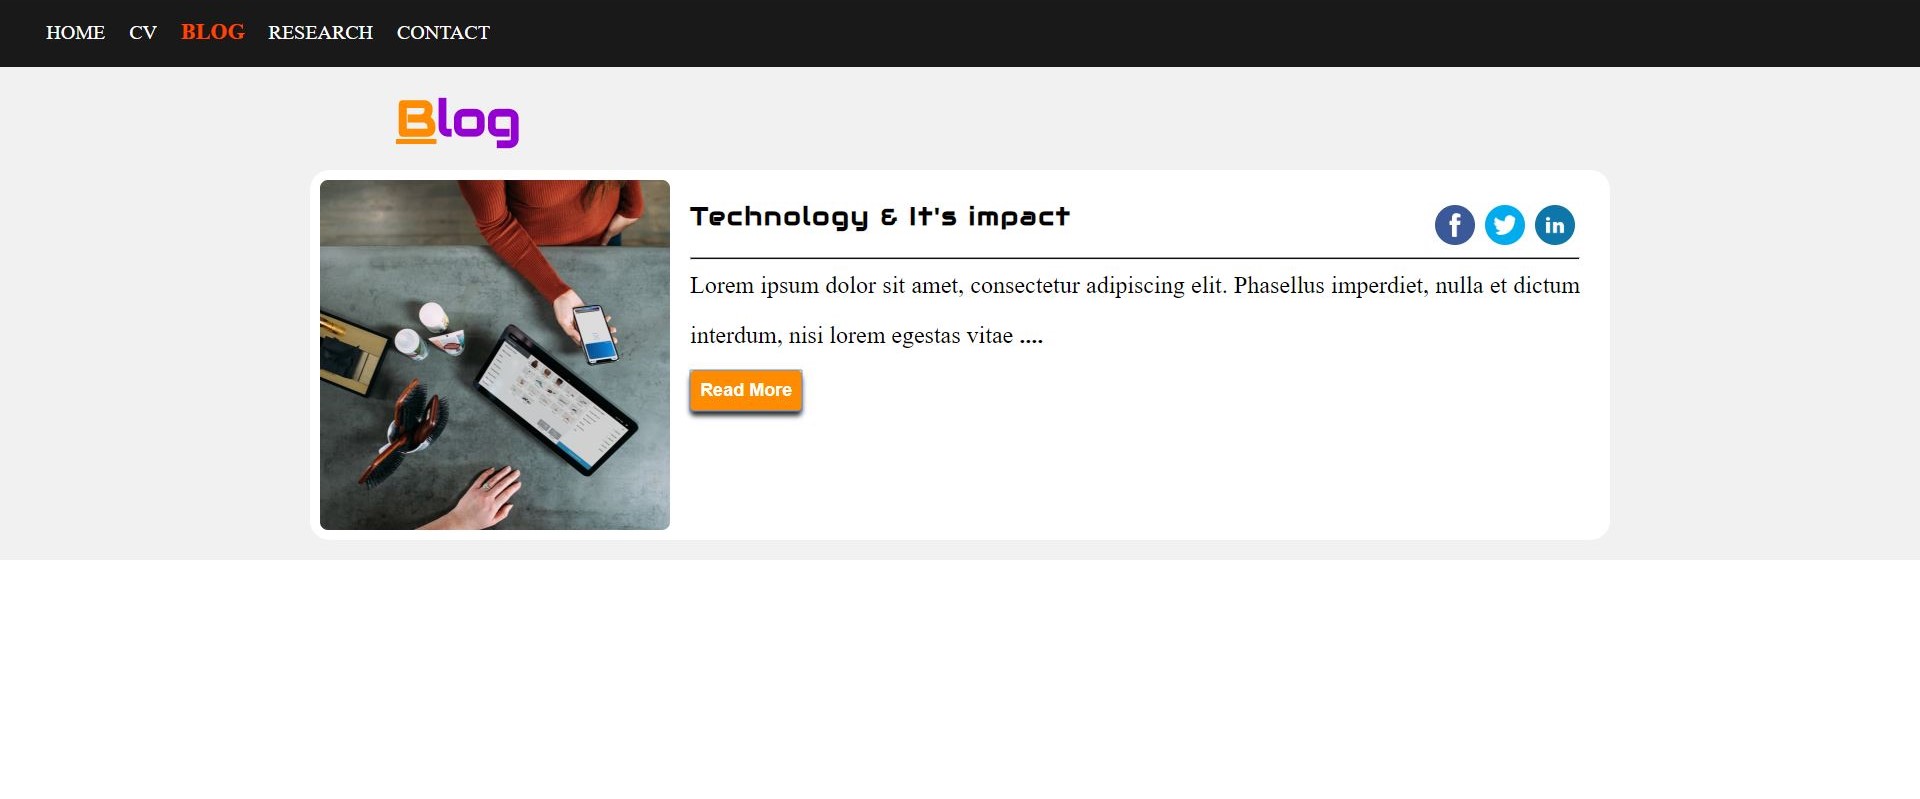 HOME CV BLOG RESEARCH CONTACT
Blog
Technology & It's impact
Lorem ipsum dolor sit amet, consectetur adipiscing elit. Phasellus imperdiet, nulla et dictum
interdum, nisi lorem egestas vitae ....
Read More